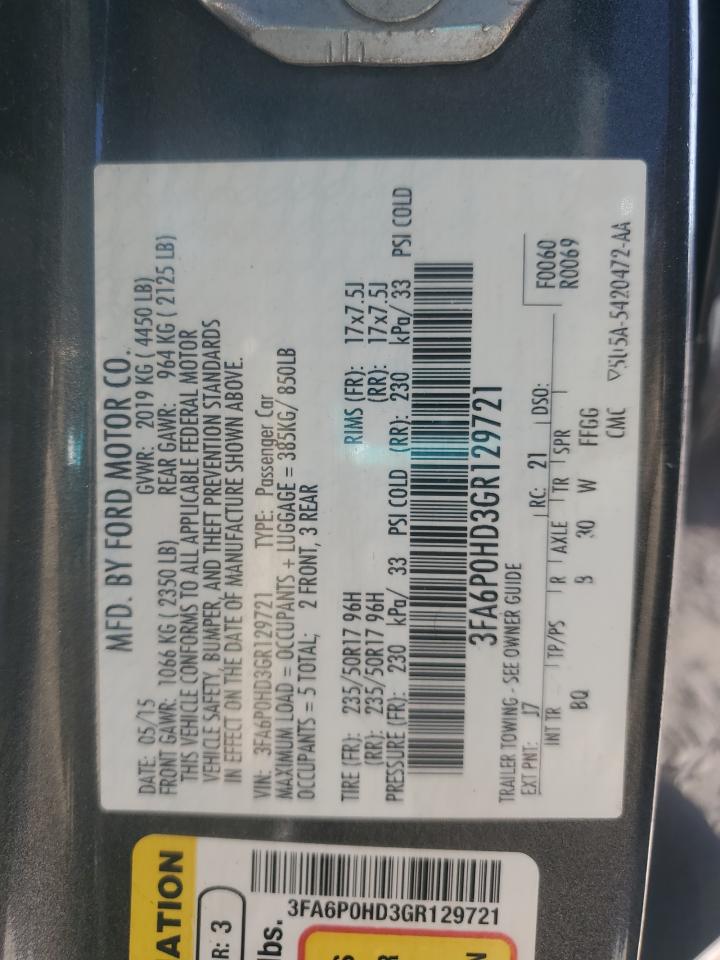 MFD. BY FORD MOTOR CO.
DATE: 05/15 GVWR: 2019 KG ( 4450 LB)
FRONT GAWR: 1066 KG ( 2350 LB) REAR GAWR: 964 KG ( 2125 LB)
THIS VEHICLE CONFORMS TO ALL APPLICABLE FEDERAL MOTOR
VEHICLE SAFETY, BUMPER, AND THEFT PREVENTION STANDARDS
IN EFFECT ON THE DATE OF MANUFACTURE SHOWN ABOVE.
VIN: 3FA6P0HD3GR129721 TYPE: Passenger Car
MAXIMUM LOAD = OCCUPANTS + LUGGAGE = 385KG/ 850LB
OCCUPANTS = 5 TOTAL; 2 FRONT, 3 REAR
TIRE (FR): 235/50R17 96H RIMS (FR): 17x7.5J
(RR): 235/50R17 96H (RR): 17x7.5J
PRESSURE (FR): 230 kPa/ 33 PSI COLD (RR): 230 kPa/ 33 PSI COLD
3FA6P0HD3GR129721
TRAILER TOWING - SEE OWNER GUIDE
F0060
R0069
EXT PNT: J7 RC: 21 DSO:
INT TR TP/PS R AXLE TR SPR
BQ B 30 W FFGG
CMC ▽5U5A-5420472-AA
ATION
R: 3
lbs.
3FA6P0HD3GR129721
S
R
N